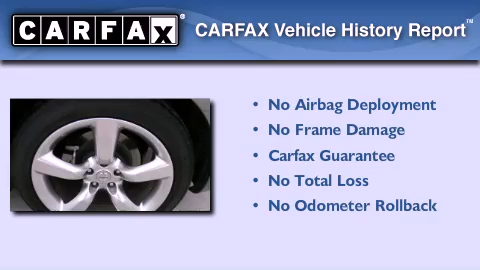 CARFAX® CARFAX Vehicle History Report™
• No Airbag Deployment
• No Frame Damage
• Carfax Guarantee
• No Total Loss
• No Odometer Rollback